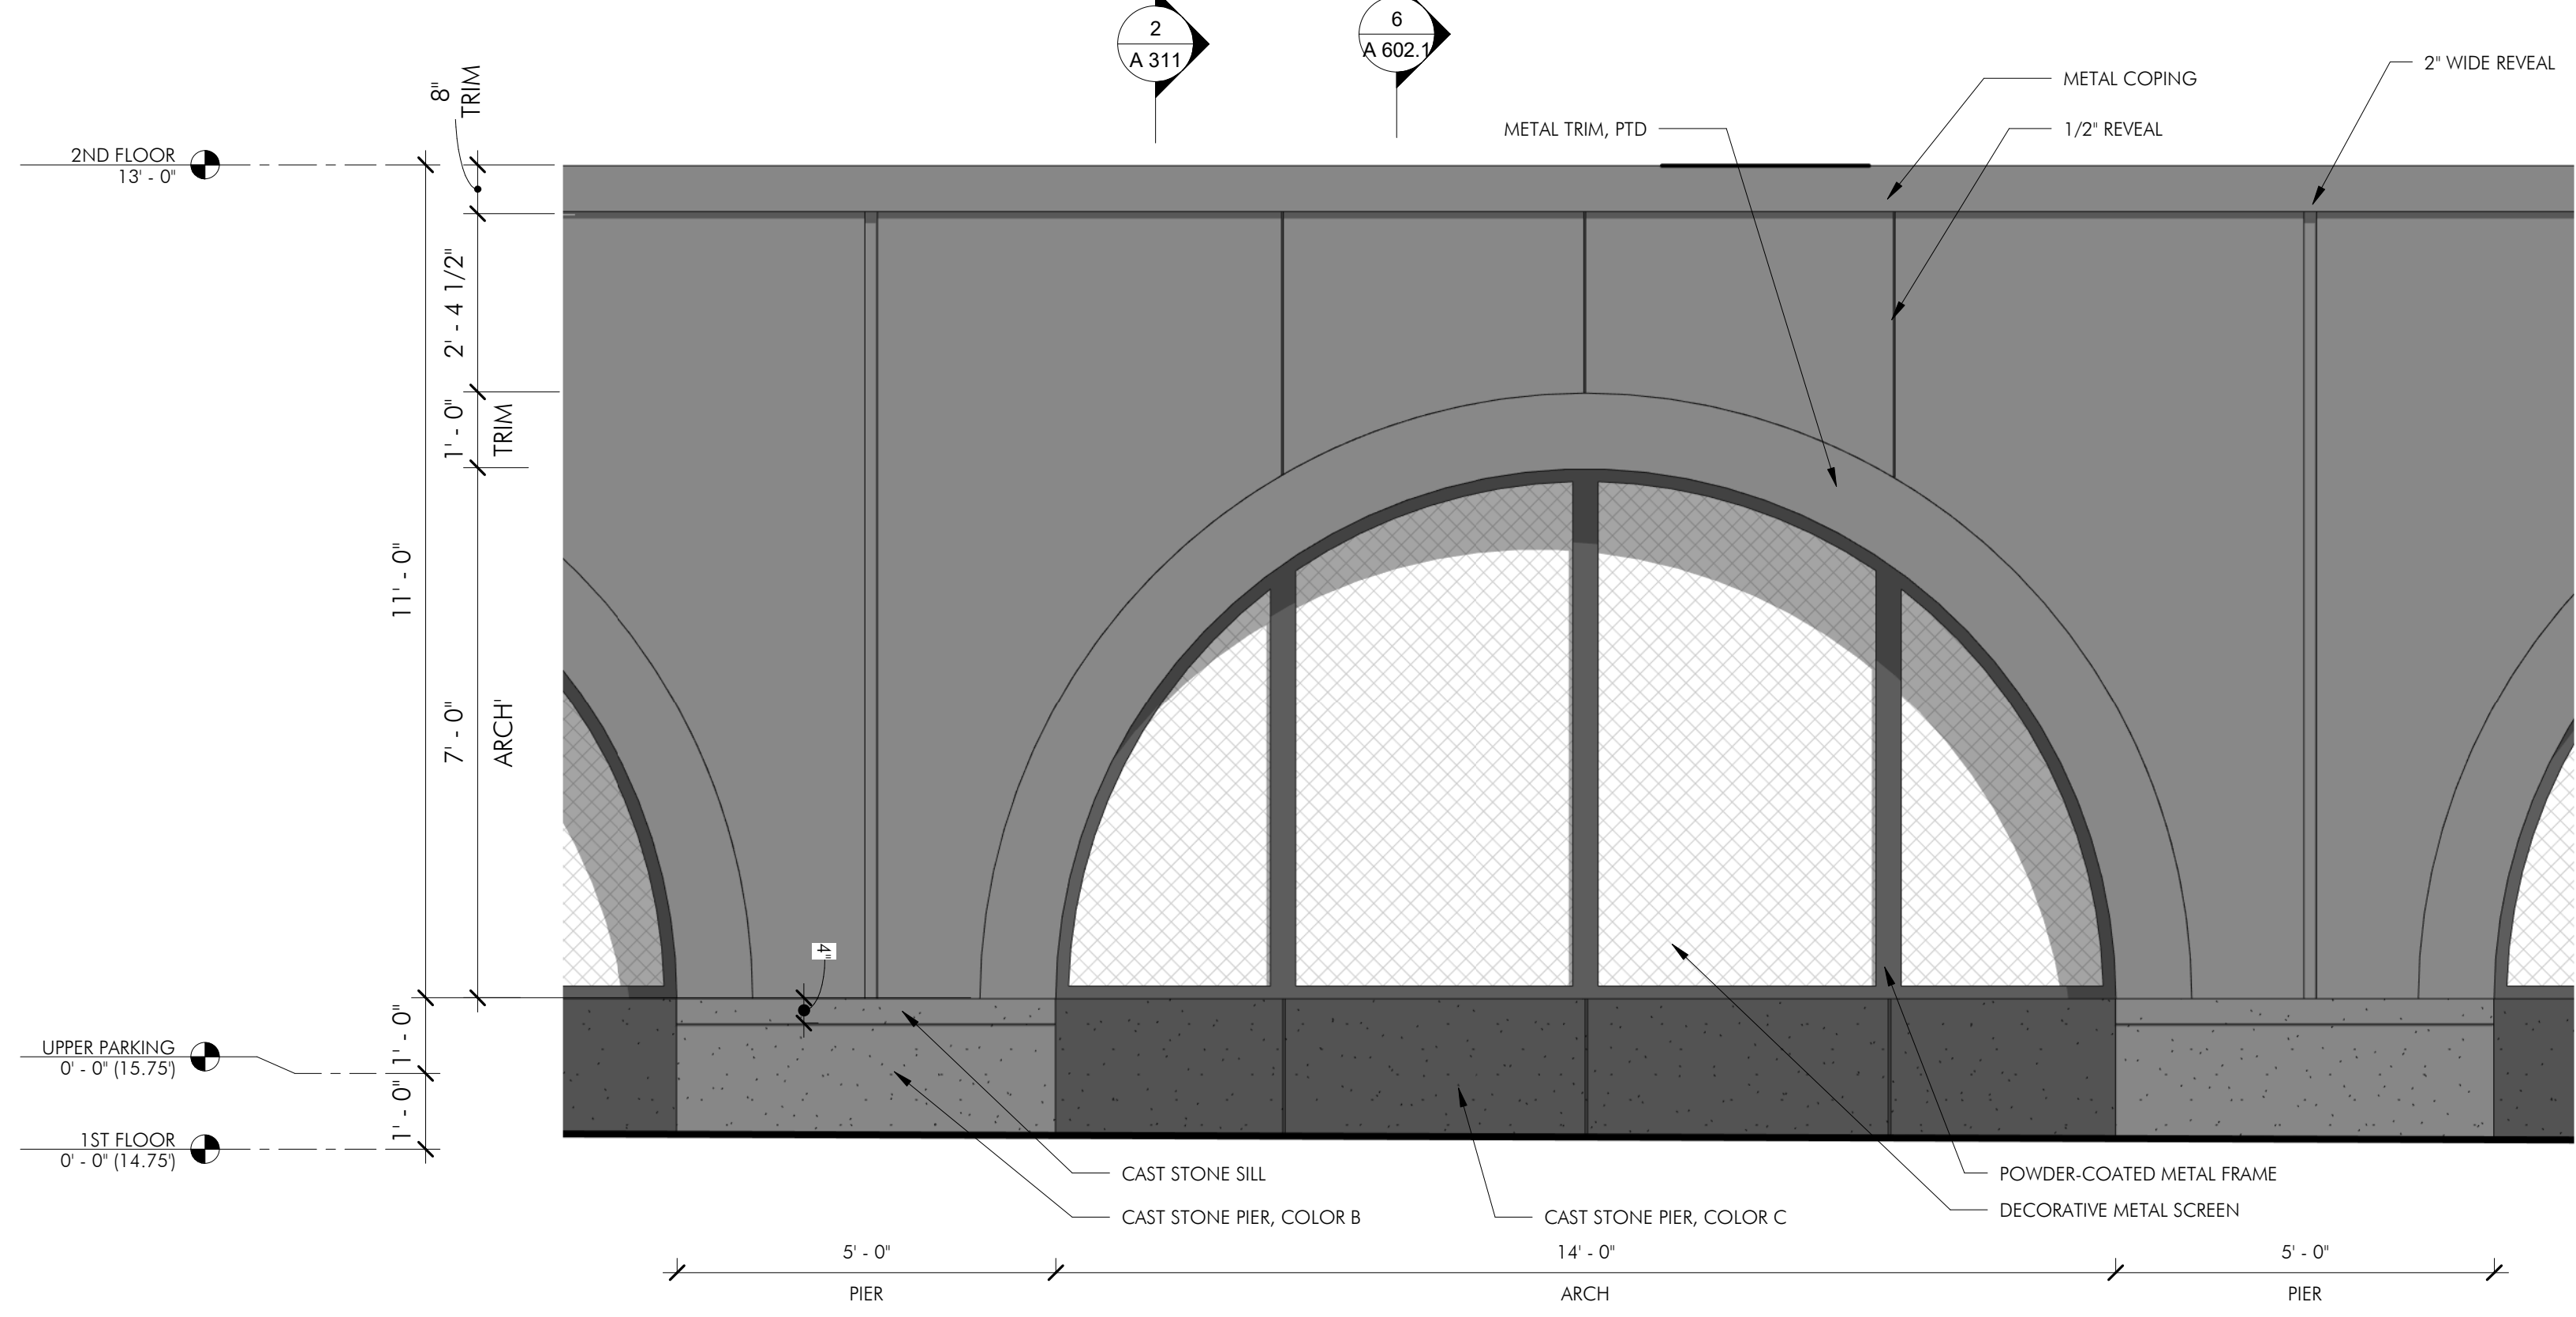 2
A 311
6
A 602.1
2" WIDE REVEAL
METAL COPING
METAL TRIM, PTD
1/2" REVEAL
8"
TRIM
2ND FLOOR
13' - 0"
2' - 4 1/2"
1' - 0"
TRIM
11' - 0"
7' - 0"
ARCH'
4"
1' - 0"
UPPER PARKING
0' - 0" (15.75')
1' - 0"
1ST FLOOR
0' - 0" (14.75')
CAST STONE SILL
POWDER-COATED METAL FRAME
DECORATIVE METAL SCREEN
CAST STONE PIER, COLOR B
CAST STONE PIER, COLOR C
5' - 0"
14' - 0"
5' - 0"
PIER
ARCH
PIER